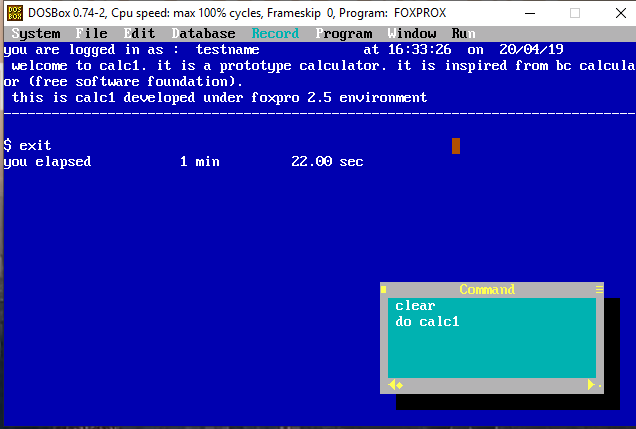 DOS BOX DOSBox 0.74-2, Cpu speed: max 100% cycles, Frameskip 0, Program: FOXPROX
System File Edit Database Record Program Window Run
you are logged in as : testname at 16:33:26 on 20/04/19
welcome to calc1. it is a prototype calculator. it is inspired from bc calcula
or (free software foundation).
this is calc1 developed under foxpro 2.5 environment
$ exit
you elapsed 1 min 22.00 sec
Command
clear
do calc1